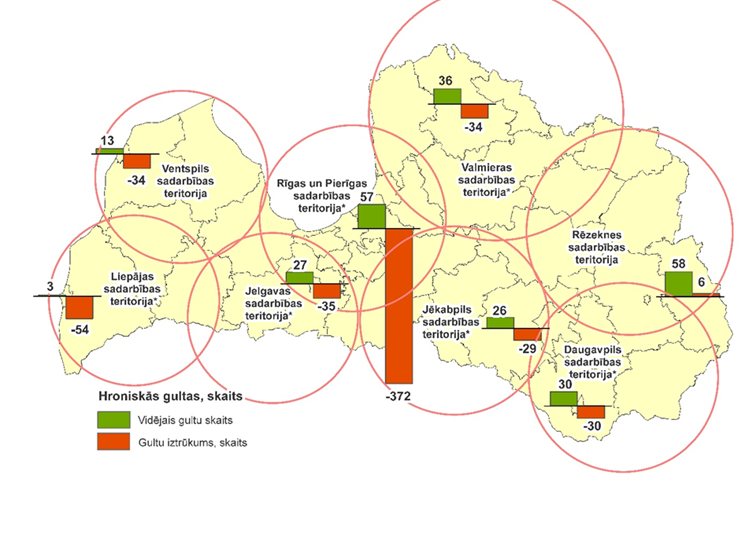 36
-34
Valmieras
sadarbības
teritorija*
13
-34
Ventspils
sadarbības
teritorija
Rīgas un Pierīgas
sadarbības
teritorija*
57
-372
Rēzeknes
sadarbības
teritorija
58
6
3
-54
Liepājas
sadarbības
teritorija*
27
-35
Jelgavas
sadarbības
teritorija*
Jēkabpils
sadarbības
teritorija*
26
-29
Daugavpils
sadarbības
teritorija*
30
-30
Hroniskās gultas, skaits
Vidējais gultu skaits
Gultu iztrūkums, skaits